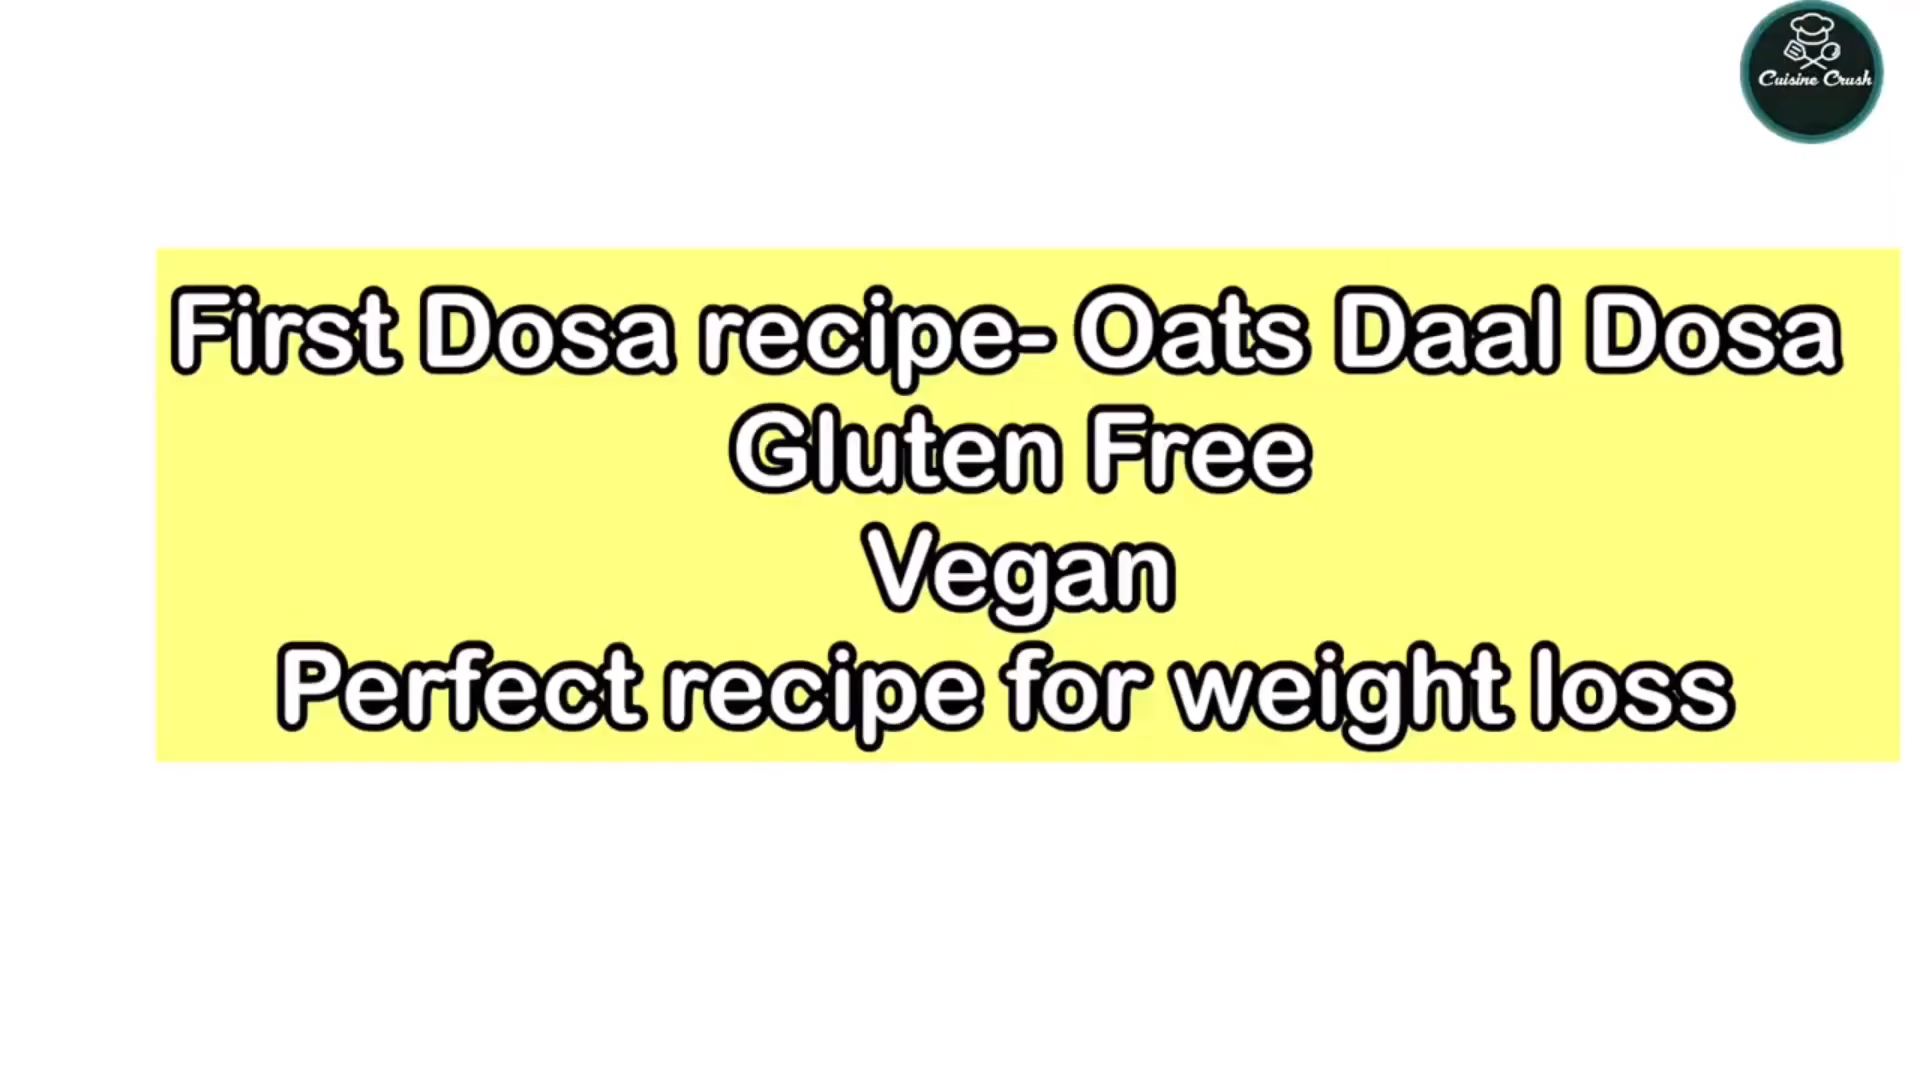 Cuisine Crush
First Dosa recipe- Oats Daal Dosa
Gluten Free
Vegan
Perfect recipe for weight loss